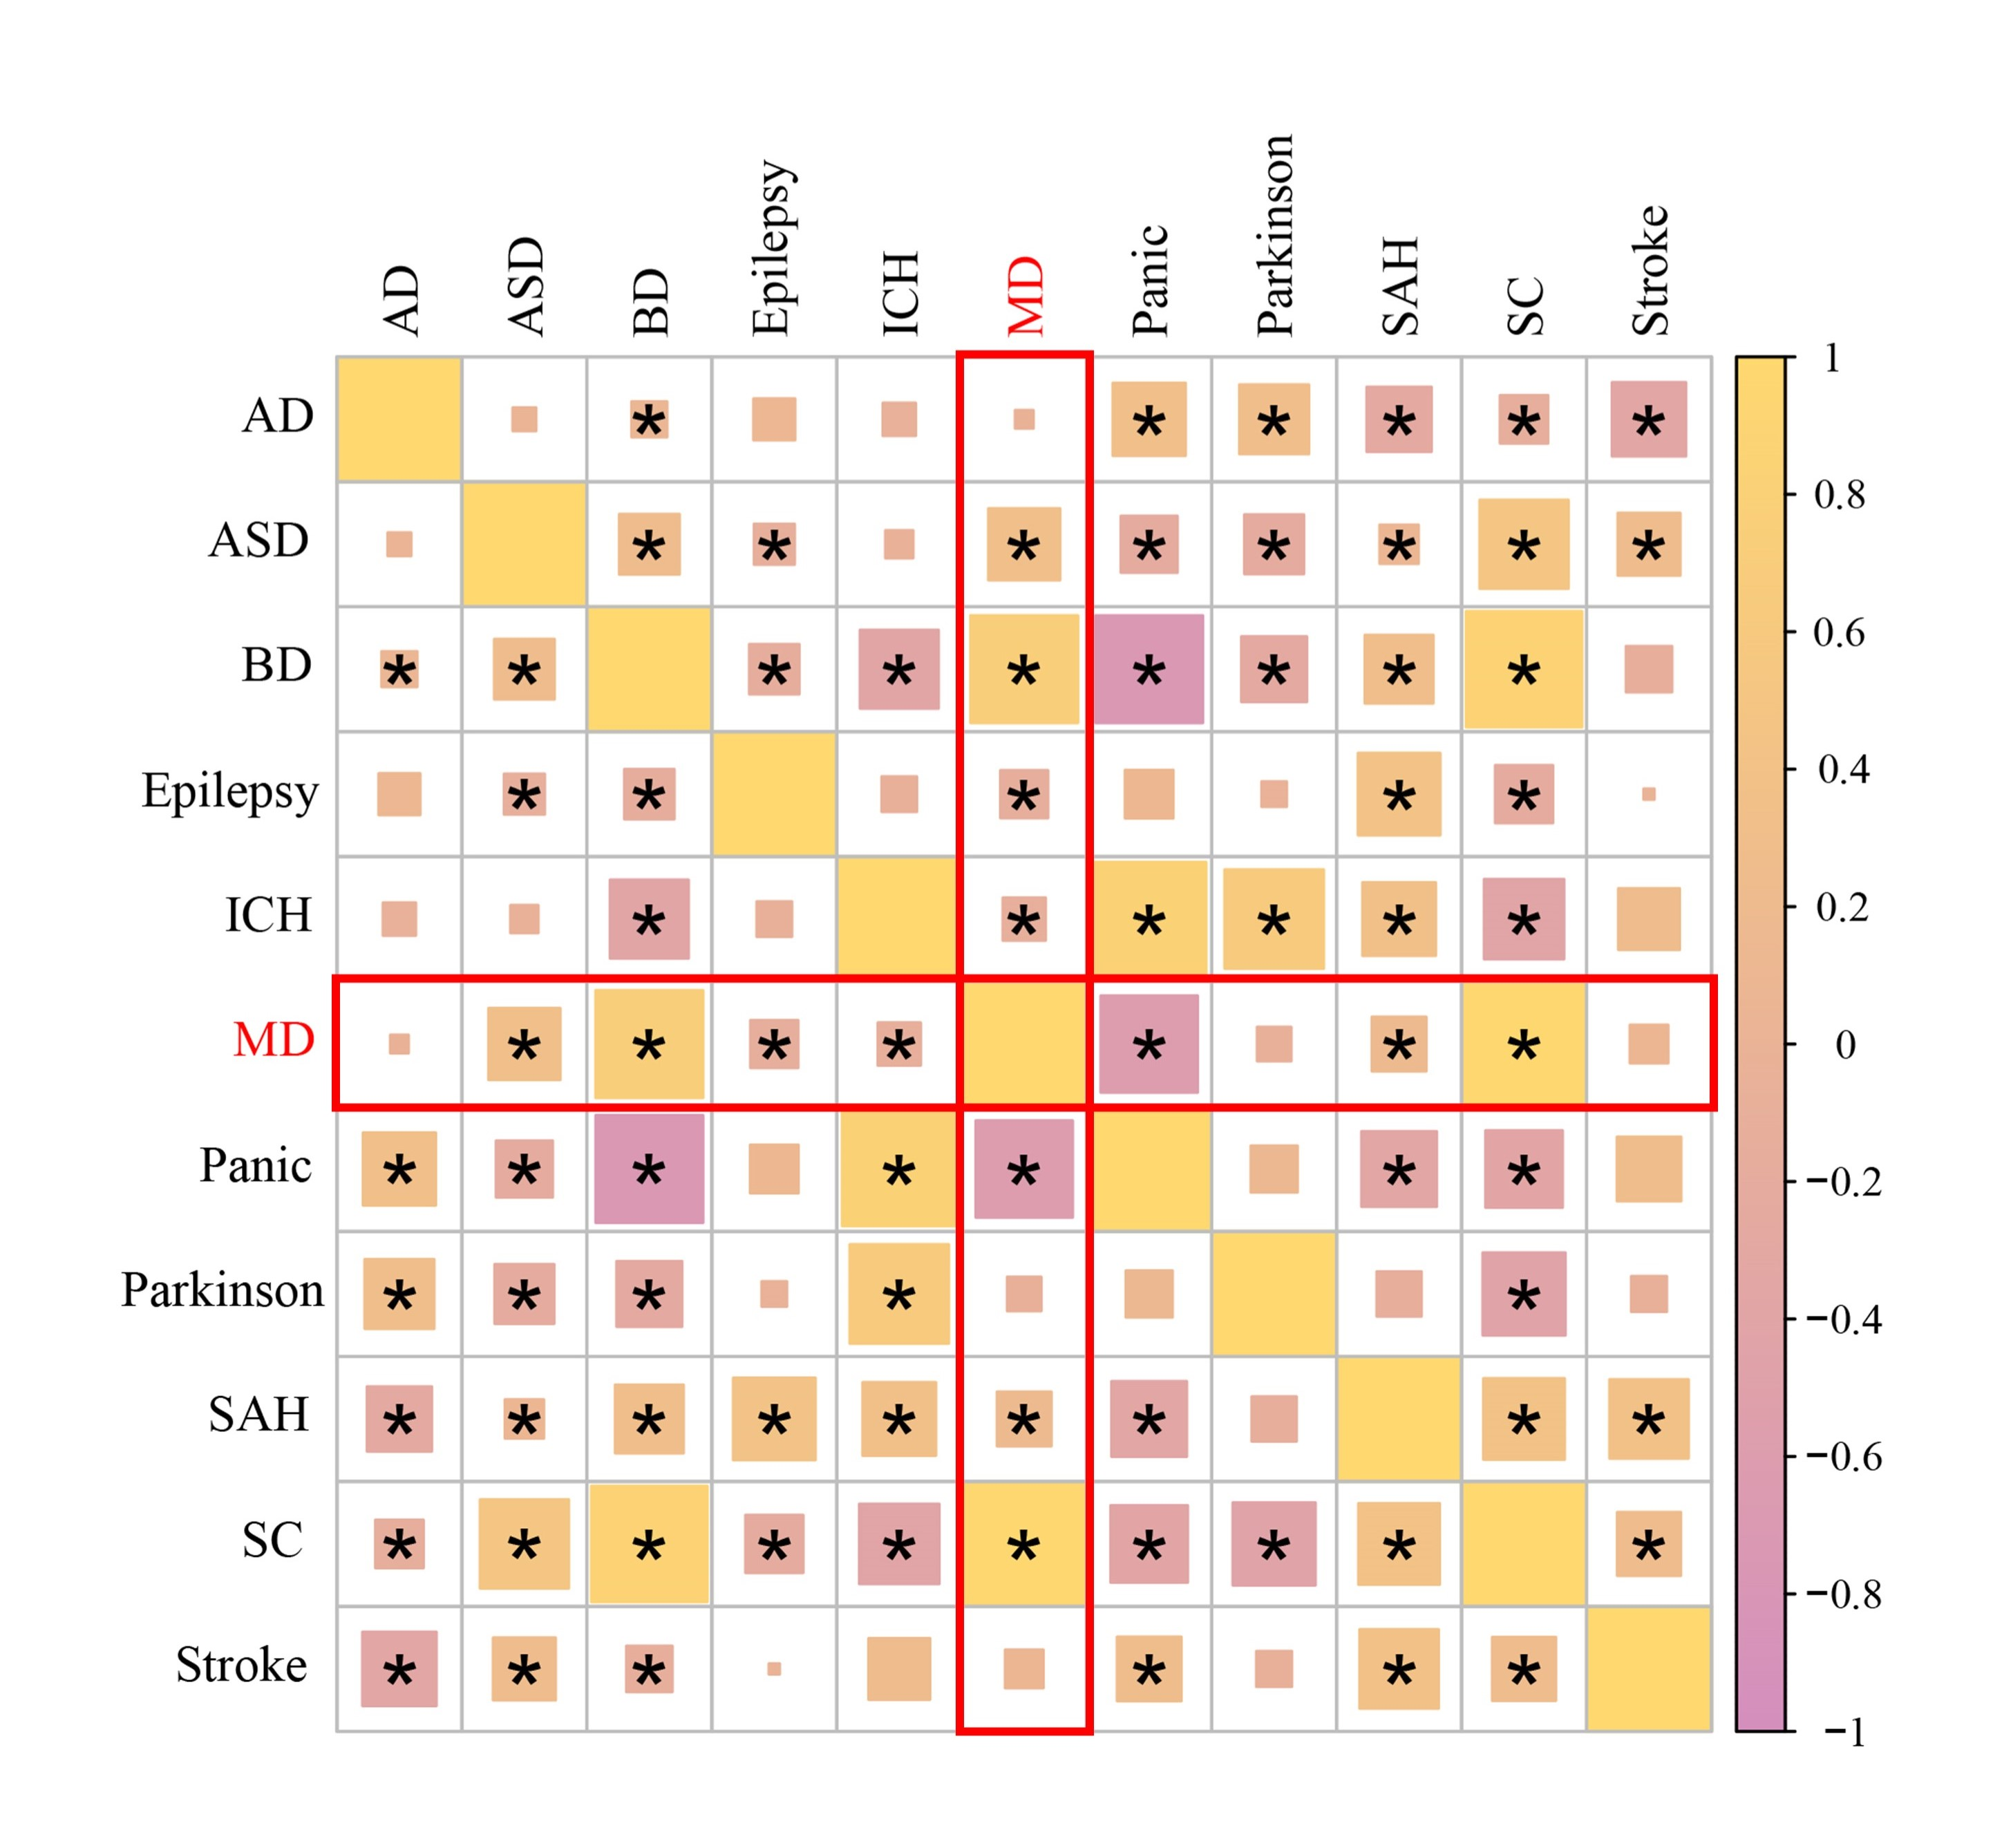 AD ASD BD Epilepsy ICH MD Panic Parkinson SAH SC Stroke
AD * * * * * *
ASD * * * * * * * *
BD * * * * * * * *
Epilepsy * * * * *
ICH * * * * * *
MD * * * * * * *
Panic * * * * * * *
Parkinson * * * * *
SAH * * * * * * * * *
SC * * * * * * * * * *
Stroke * * * * * *
1
0.8
0.6
0.4
0.2
0
−0.2
−0.4
−0.6
−0.8
−1